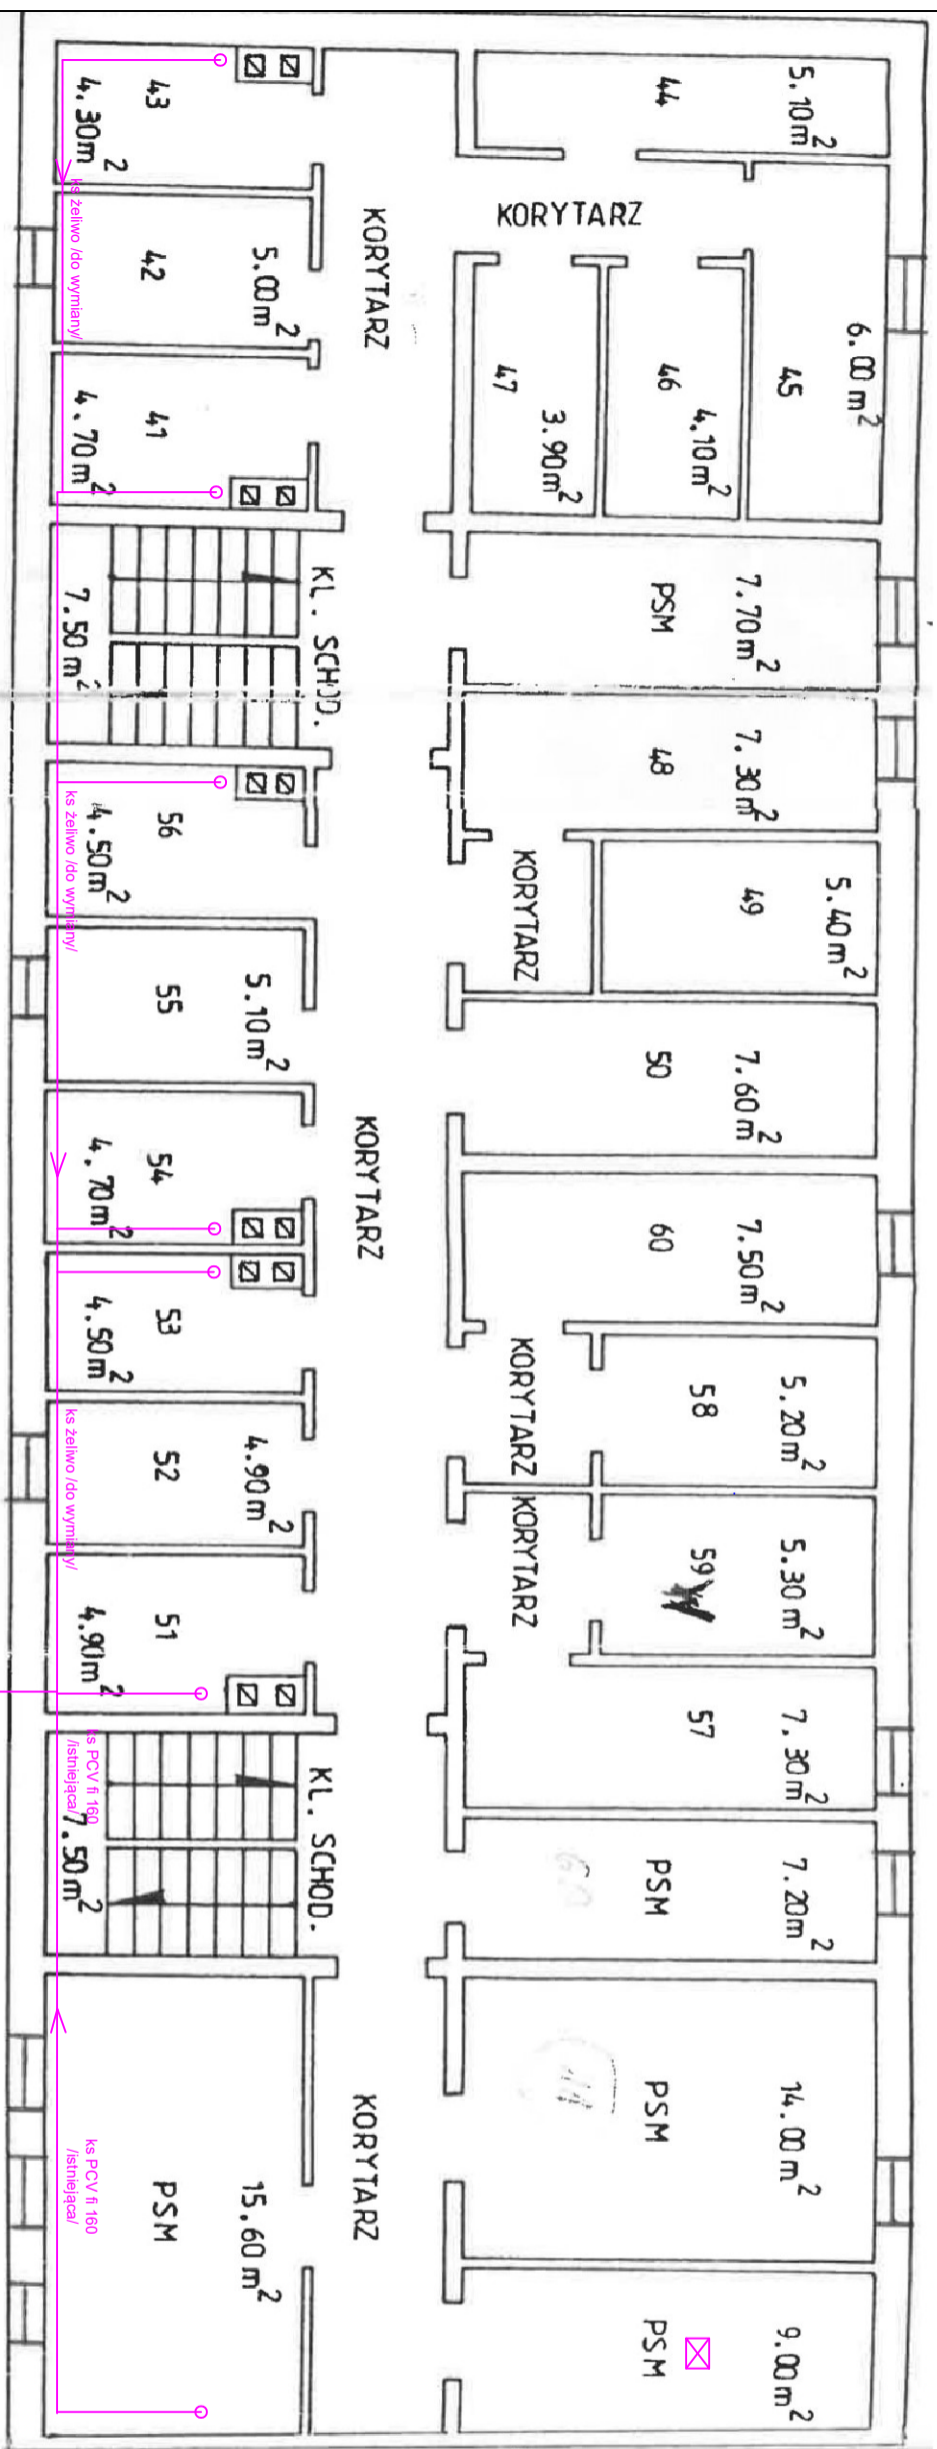 43
4.30m²
ks żeliwo /do wymiany/
42
5.00m²
41
4.70m²
KORYTARZ
KORYTARZ
44
5.10m²
45
6.00 m²
46
4.10m²
47
3.90m²
KL. SCHOD.
7.50m²
PSM
7.70m²
48
7.30m²
KORYTARZ
49
5.40m²
56
4.50m²
ks żeliwo /do wymiany/
55
5.10m²
54
4.70m²
KORYTARZ
50
7.60m²
60
7.50m²
53
4.50m²
KORYTARZ
58
5.20m²
52
4.90m²
ks żeliwo /do wymiany/
51
4.90m²
KORYTARZ
59
5.30m²
57
7.30m²
KL. SCHOD.
7.50m²
ks PCV fi 160
/istniejąca/
PSM
7.20m²
PSM
14.00m²
KORYTARZ
PSM
15.60m²
ks PCV fi 160
/istniejąca/
PSM
9.00m²